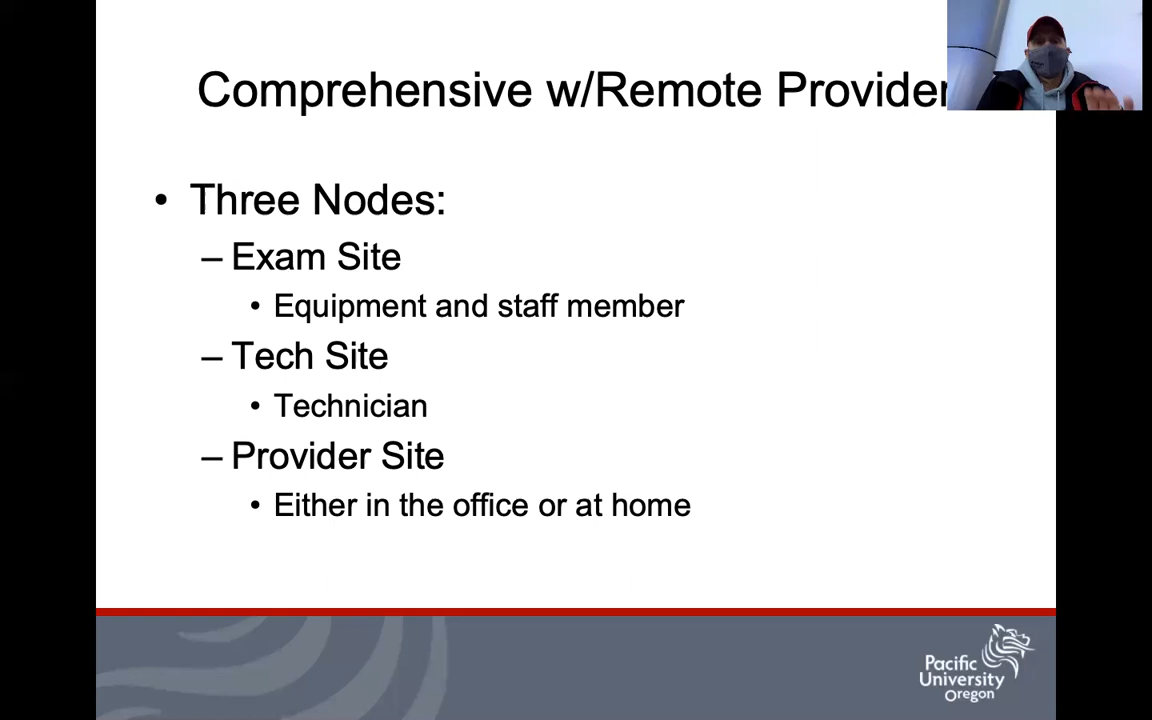 Comprehensive w/Remote Provider
• Three Nodes:
– Exam Site
• Equipment and staff member
– Tech Site
• Technician
– Provider Site
• Either in the office or at home
Pacific
University
Oregon